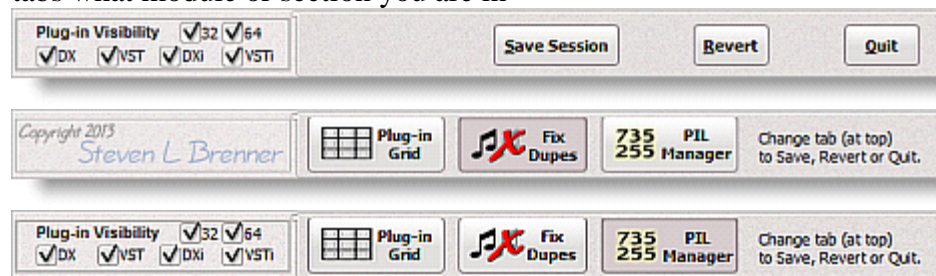 tabs what module or section you are in
Plug-in Visibility 32 64
DX VST DXi VSTi
Save Session Revert Quit
Copyright 2013
Steven L Brenner
Plug-in
Grid
Fix
Dupes
735 PIL
255 Manager
Change tab (at top)
to Save, Revert or Quit.
Plug-in Visibility 32 64
DX VST DXi VSTi
Plug-in
Grid
Fix
Dupes
735 PIL
255 Manager
Change tab (at top)
to Save, Revert or Quit.